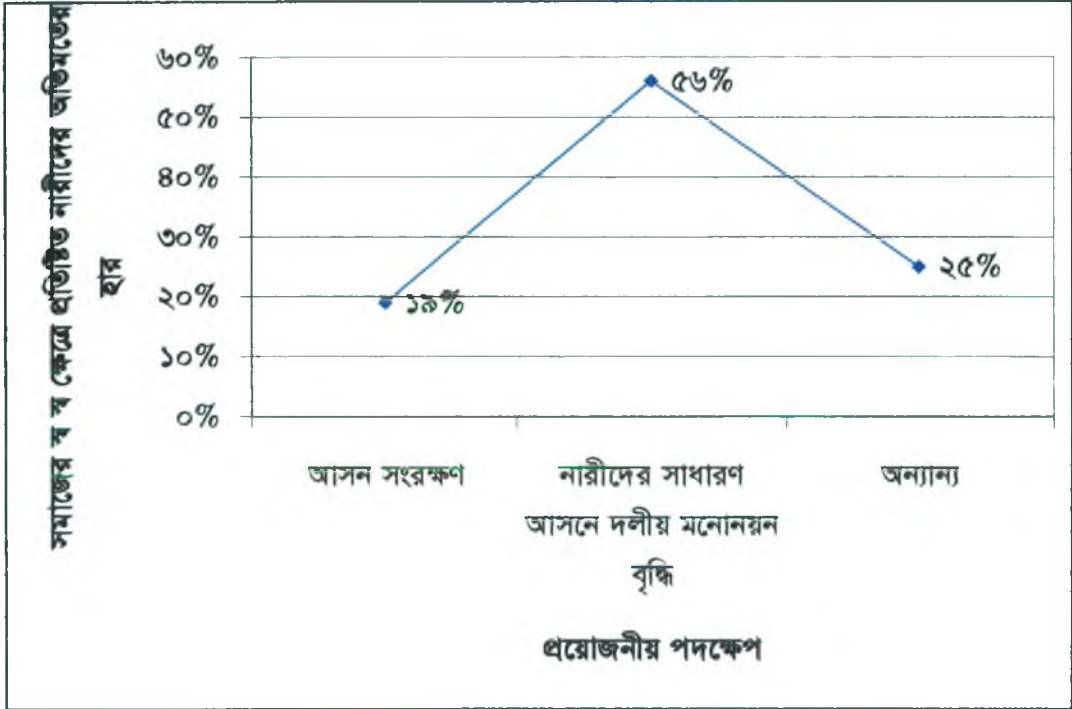 সমাজের স্ব স্ব ক্ষেত্রে প্রতিষ্ঠিত নারীদের অভিমতের
হার
৬০%
৫০%
৪০%
৩০%
২০%
১০%
০%
৫৬%
২৫%
১৯%
আসন সংরক্ষণ
নারীদের সাধারণ
আসনে দলীয় মনোনয়ন
বৃদ্ধি
অন্যান্য
প্রয়োজনীয় পদক্ষেপ